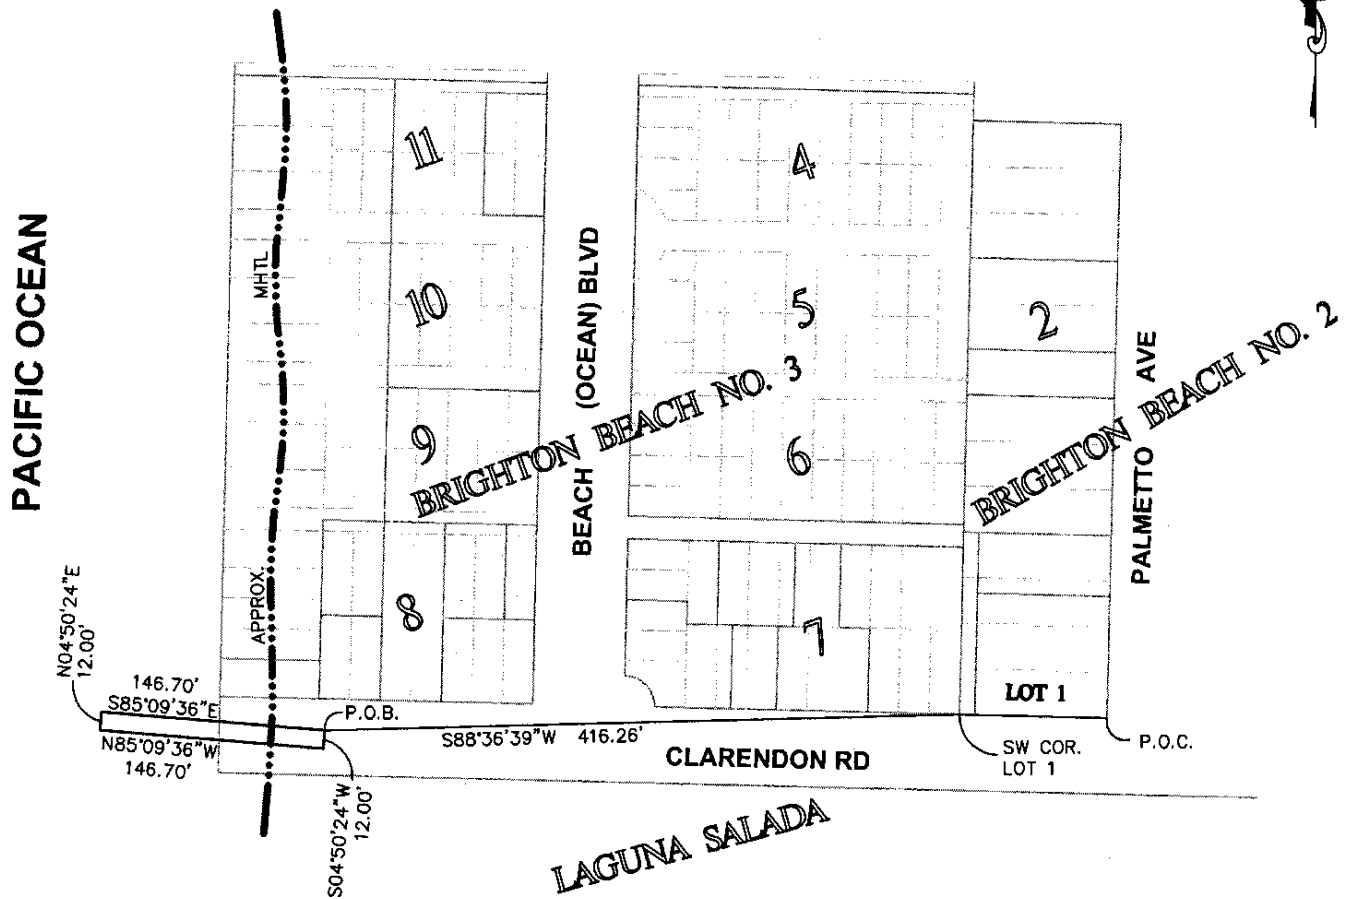 PACIFIC OCEAN
MHTL
APPROX.
11
10
9
8
BEACH (OCEAN) BLVD
4
5
6
7
2
BRIGHTON BEACH NO. 3
BRIGHTON BEACH NO. 2
PALMETTO AVE
LOT 1
N04°50'24"E
12.00'
146.70'
S85°09'36"E
N85°09'36"W
146.70'
P.O.B.
S04°50'24"W
12.00'
S88°36'39"W 416.26'
CLARENDON RD
SW COR.
LOT 1
P.O.C.
LAGUNA SALADA